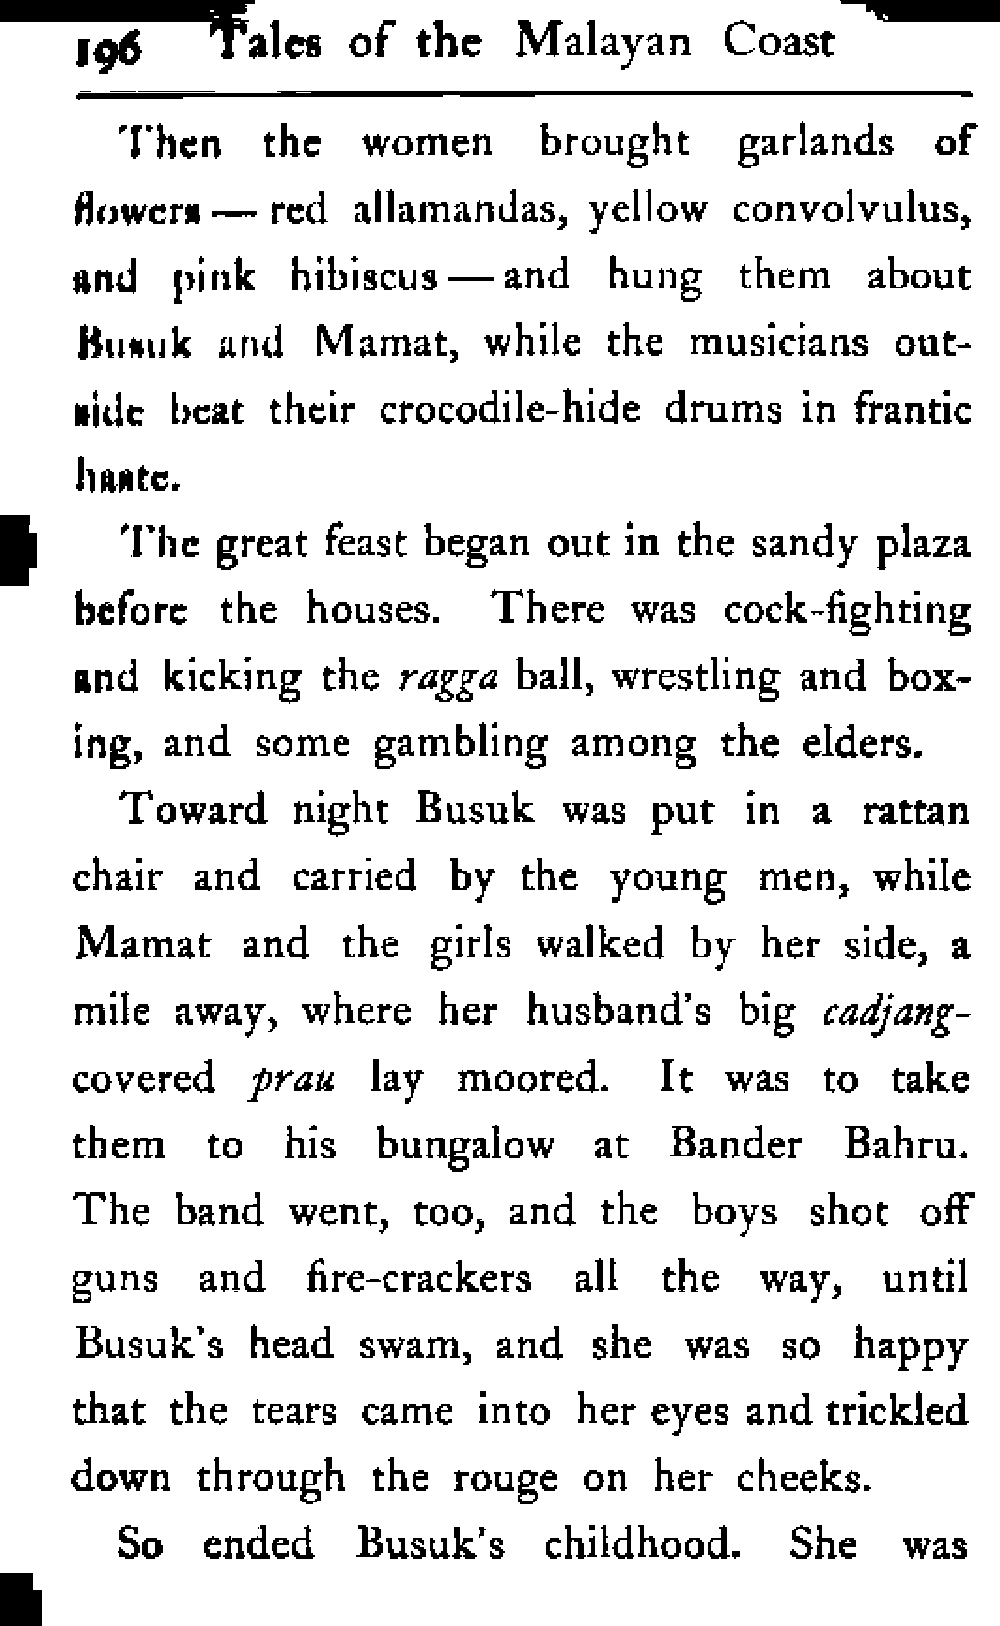 196 Tales of the Malayan Coast
Then the women brought garlands of
flowers — red allamandas, yellow convolvulus,
and pink hibiscus — and hung them about
Busuk and Mamat, while the musicians out-
side beat their crocodile-hide drums in frantic
haste.
The great feast began out in the sandy plaza
before the houses. There was cock-fighting
and kicking the ragga ball, wrestling and box-
ing, and some gambling among the elders.
Toward night Busuk was put in a rattan
chair and carried by the young men, while
Mamat and the girls walked by her side, a
mile away, where her husband's big cadjang-
covered prau lay moored. It was to take
them to his bungalow at Bander Bahru.
The band went, too, and the boys shot off
guns and fire-crackers all the way, until
Busuk's head swam, and she was so happy
that the tears came into her eyes and trickled
down through the rouge on her cheeks.
So ended Busuk's childhood. She was